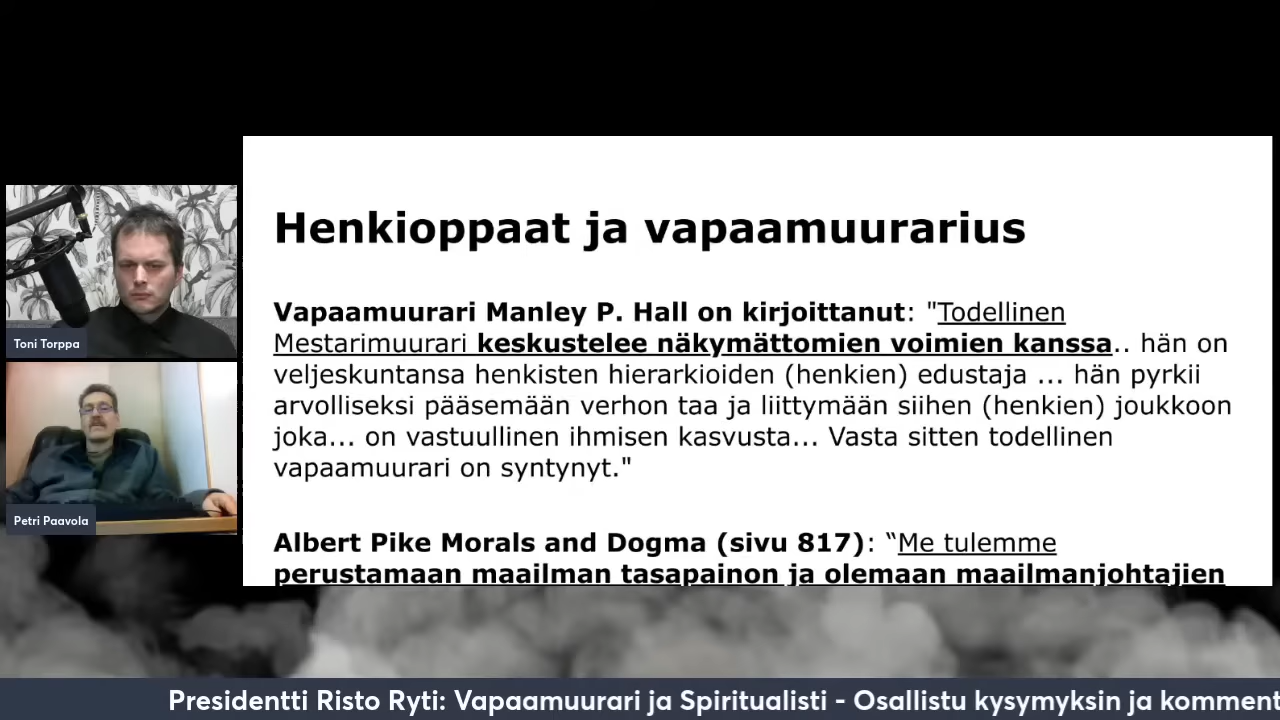 Henkioppaat ja vapaamuurarius
Vapaamuurari Manley P. Hall on kirjoittanut: "Todellinen
Mestarimuurari keskustelee näkymättomien voimien kanssa.. hän on
veljeskuntansa henkisten hierarkioiden (henkien) edustaja ... hän pyrkii
arvolliseksi pääsemään verhon taa ja liittymään siihen (henkien) joukkoon
joka... on vastuullinen ihmisen kasvusta... Vasta sitten todellinen
vapaamuurari on syntynyt."
Albert Pike Morals and Dogma (sivu 817): “Me tulemme
perustamaan maailman tasapainon ja olemaan maailmanjohtajien
Toni Torppa
Petri Paavola
Presidentti Risto Ryti: Vapaamuurari ja Spiritualisti - Osallistu kysymyksin ja komment